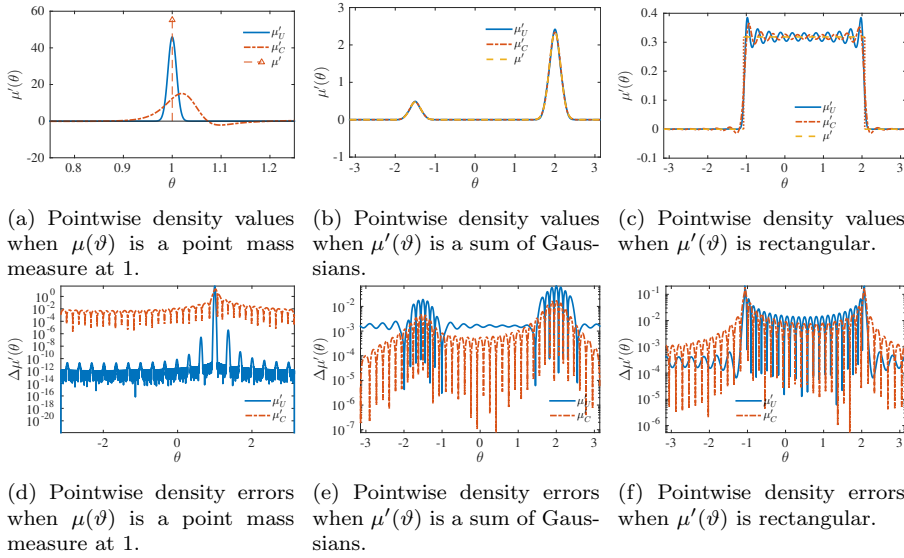 60
40
20
0
-20
μ′(θ)
0.8
0.9
1
1.1
1.2
θ
μ′_U
μ′_C
μ′
3
2
1
0
-1
μ′(θ)
-3
-2
-1
0
1
2
3
θ
μ′_U
μ′_C
μ′
0.4
0.3
0.2
0.1
0
-0.1
μ′(θ)
-3
-2
-1
0
1
2
3
θ
μ′_U
μ′_C
μ′
(a) Pointwise density values
when μ(ϑ) is a point mass
measure at 1.
(b) Pointwise density values
when μ′(ϑ) is a sum of Gaus-
sians.
(c) Pointwise density values
when μ′(ϑ) is rectangular.
10^0
10^-2
10^-4
10^-6
10^-8
10^-10
10^-12
10^-14
10^-16
10^-18
10^-20
Δμ′(θ)
-2
0
2
θ
μ′_U
μ′_C
10^-2
10^-3
10^-4
10^-5
10^-6
10^-7
Δμ′(θ)
-3
-2
-1
0
1
2
3
θ
μ′_U
μ′_C
10^-1
10^-2
10^-3
10^-4
10^-5
10^-6
Δμ′(θ)
-3
-2
-1
0
1
2
3
θ
μ′_U
μ′_C
(d) Pointwise density errors
when μ(ϑ) is a point mass
measure at 1.
(e) Pointwise density errors
when μ′(ϑ) is a sum of Gaus-
sians.
(f) Pointwise density errors
when μ′(ϑ) is rectangular.